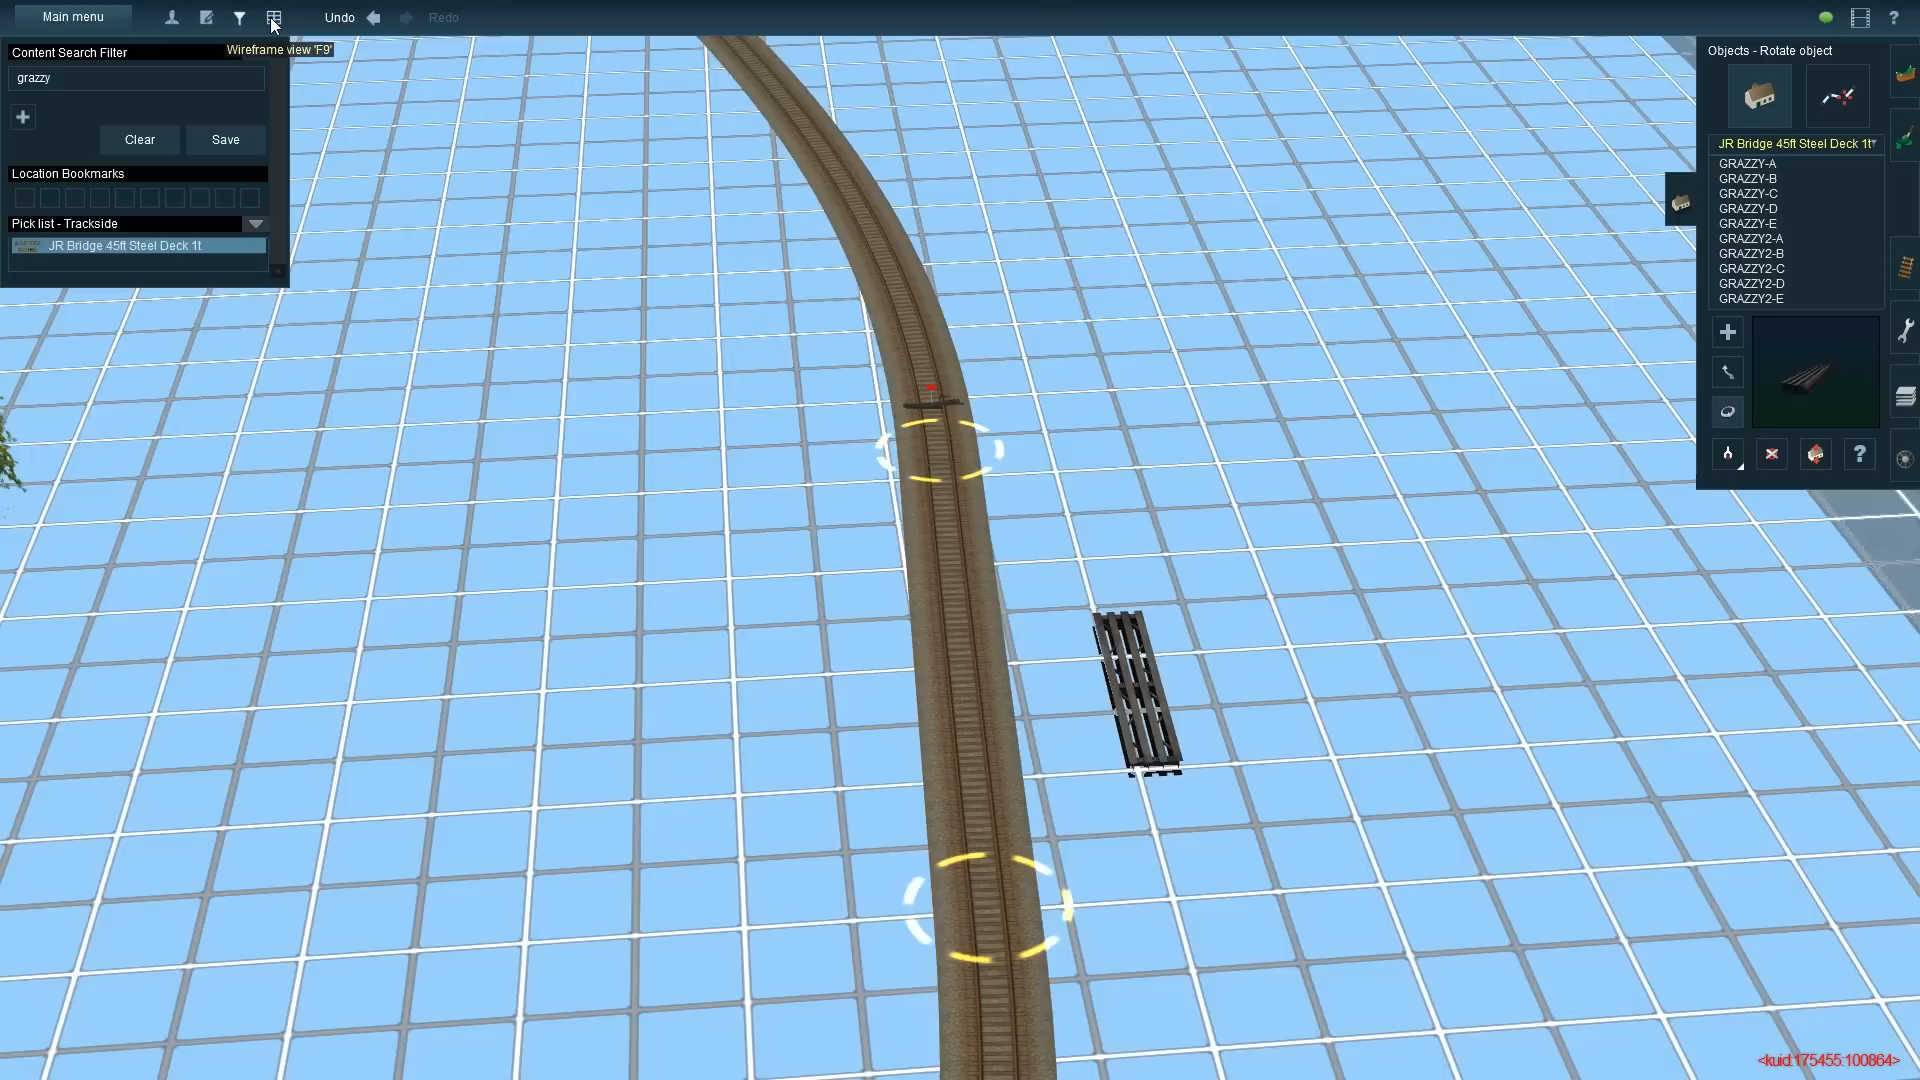 Main menu
Undo
Redo
?
Wireframe view 'F9'
Content Search Filter
grazzy
Clear
Save
Location Bookmarks
Pick list - Trackside
JR Bridge 45ft Steel Deck 1t
Objects - Rotate object
JR Bridge 45ft Steel Deck 1t
GRAZZY-A
GRAZZY-B
GRAZZY-C
GRAZZY-D
GRAZZY-E
GRAZZY2-A
GRAZZY2-B
GRAZZY2-C
GRAZZY2-D
GRAZZY2-E
?
<kuid:175455:100864>